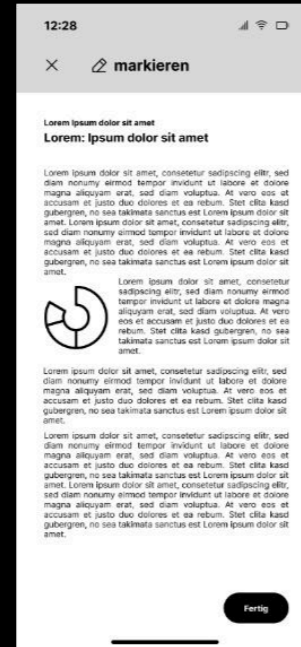 12:28
markieren
Lorem ipsum dolor sit amet
Lorem: Ipsum dolor sit amet
Lorem ipsum dolor sit amet, consetetur sadipscing elitr, sed
diam nonumy eirmod tempor invidunt ut labore et dolore
magna aliquyam erat, sed diam voluptua. At vero eos et
accusam et justo duo dolores et ea rebum. Stet clita kasd
gubergren, no sea takimata sanctus est Lorem ipsum dolor sit
amet. Lorem ipsum dolor sit amet, consetetur sadipscing elitr,
sed diam nonumy eirmod tempor invidunt ut labore et dolore
magna aliquyam erat, sed diam voluptua. At vero eos et
accusam et justo duo dolores et ea rebum. Stet clita kasd
gubergren, no sea takimata sanctus est Lorem ipsum dolor sit
amet.
Lorem ipsum dolor sit amet, consetetur
sadipscing elitr, sed diam nonumy eirmod
tempor invidunt ut labore et dolore magna
aliquyam erat, sed diam voluptua. At vero
eos et accusam et justo duo dolores et ea
rebum. Stet clita kasd gubergren, no sea
takimata sanctus est Lorem ipsum dolor sit
amet.
Lorem ipsum dolor sit amet, consetetur sadipscing elitr, sed
diam nonumy eirmod tempor invidunt ut labore et dolore
magna aliquyam erat, sed diam voluptua. At vero eos et
accusam et justo duo dolores et ea rebum. Stet clita kasd
gubergren, no sea takimata sanctus est Lorem ipsum dolor sit
amet.
Lorem ipsum dolor sit amet, consetetur sadipscing elitr, sed
diam nonumy eirmod tempor invidunt ut labore et dolore
magna aliquyam erat, sed diam voluptua. At vero eos et
accusam et justo duo dolores et ea rebum. Stet clita kasd
gubergren, no sea takimata sanctus est Lorem ipsum dolor sit
amet. Lorem ipsum dolor sit amet, consetetur sadipscing elitr,
sed diam nonumy eirmod tempor invidunt ut labore et dolore
magna aliquyam erat, sed diam voluptua. At vero eos et
accusam et justo duo dolores et ea rebum. Stet clita kasd
gubergren, no sea takimata sanctus est Lorem ipsum dolor sit
amet.
Fertig